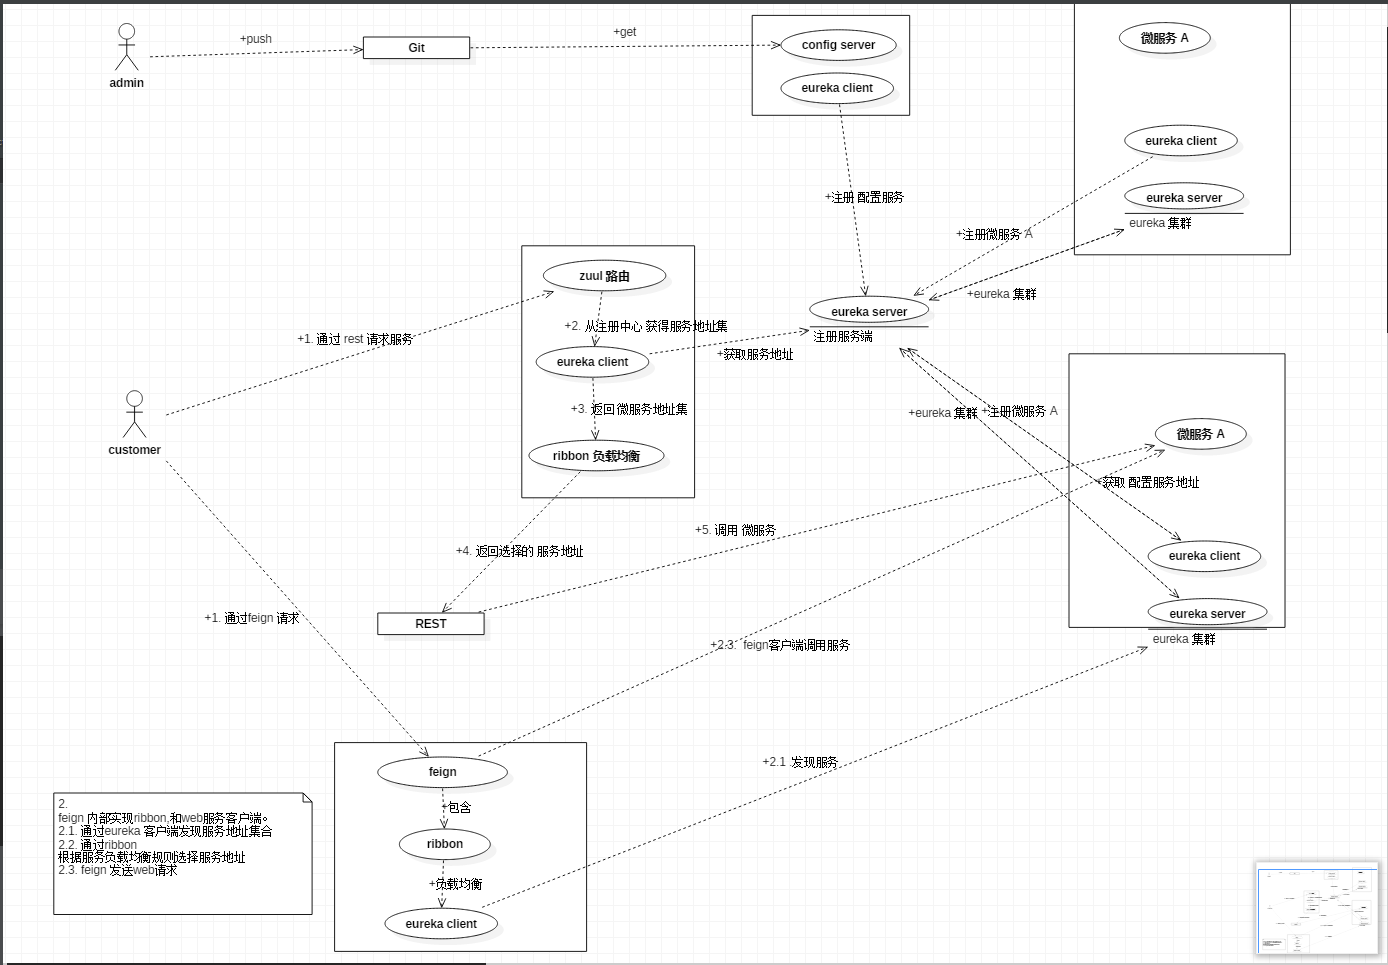 +push
Git
+get
config server
eureka client
微服务 A
admin
eureka client
eureka server
eureka 集群
+注册 配置服务
+注册微服务 A
+eureka 集群
zuul 路由
+2. 从注册中心 获得服务地址集
eureka server
注册服务端
+1. 通过 rest 请求服务
eureka client
+获取服务地址
+3. 返回 微服务地址集
+eureka 集群
+注册微服务 A
customer
ribbon 负载均衡
微服务 A
+获取 配置服务地址
+5. 调用 微服务
+4. 返回选择的 服务地址
eureka client
+1. 通过feign 请求
REST
eureka server
eureka 集群
+2.3. feign客户端调用服务
+2.1 发现服务
feign
+包含
ribbon
+负载均衡
eureka client
2.
feign 内部实现ribbon,和web服务客户端。
2.1. 通过eureka 客户端发现服务地址集合
2.2. 通过ribbon
根据服务负载均衡规则选择服务地址
2.3. feign 发送web请求